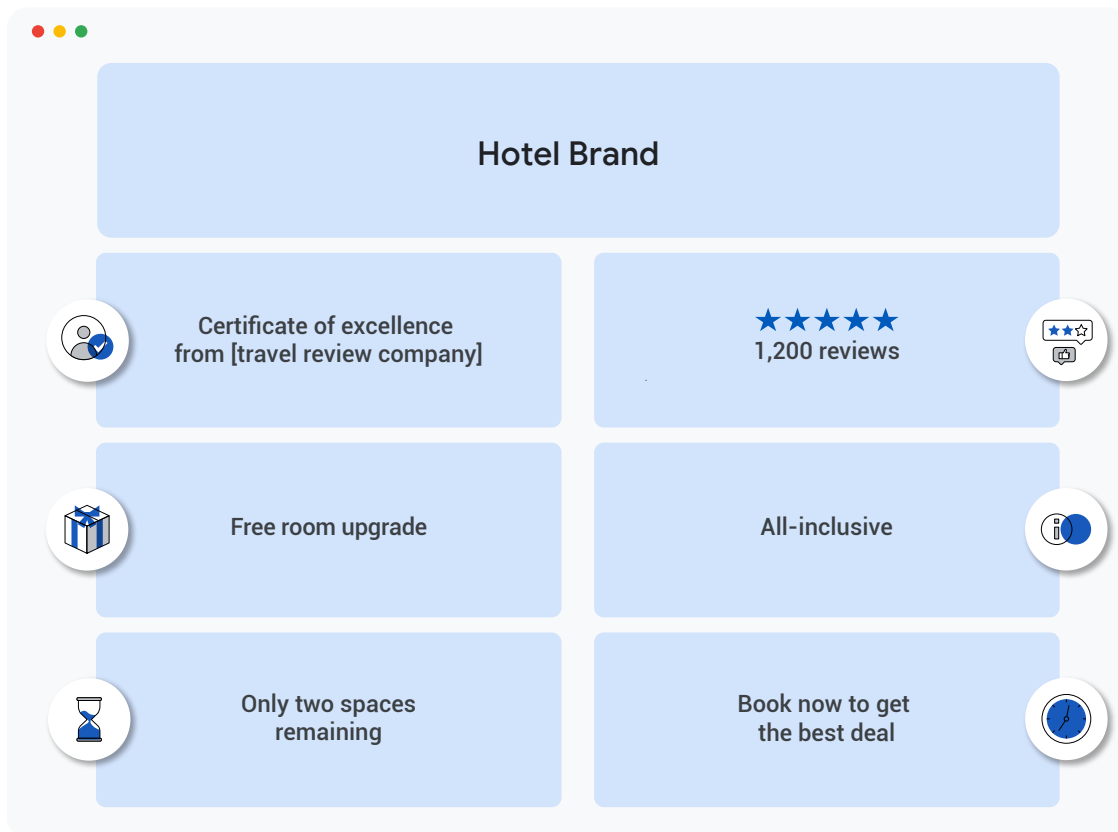 Hotel Brand
Certificate of excellence
from [travel review company]
1,200 reviews
Free room upgrade
All-inclusive
Only two spaces
remaining
Book now to get
the best deal